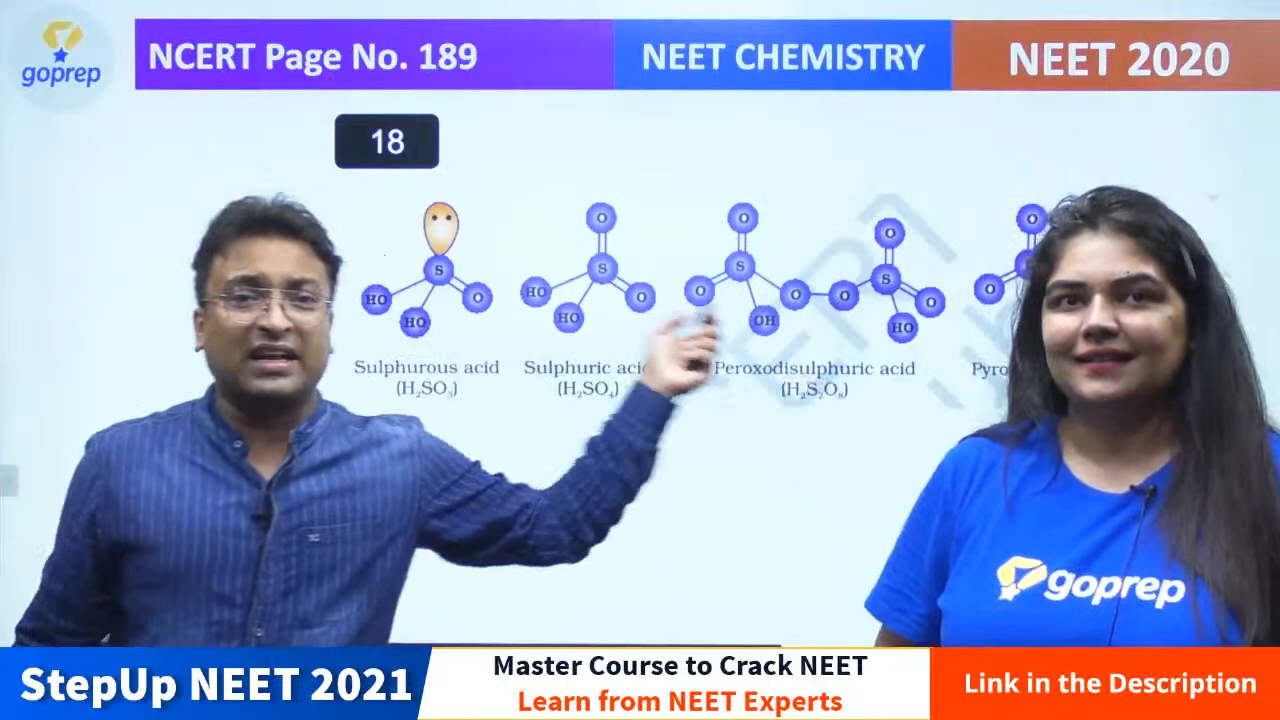 goprep
NCERT Page No. 189
NEET CHEMISTRY
NEET 2020
18
S
HO
HO
O
Sulphurous acid
(H₂SO₃)
O
S
HO
HO
O
Sulphuric
(H₂SO₄)
O
S
O
OH
O
O
O
S
O
HO
Peroxodisulphuric acid
(H₂S₂O₈)
O
O
NCERT
goprep
StepUp NEET 2021
Master Course to Crack NEET
Learn from NEET Experts
Link in the Description